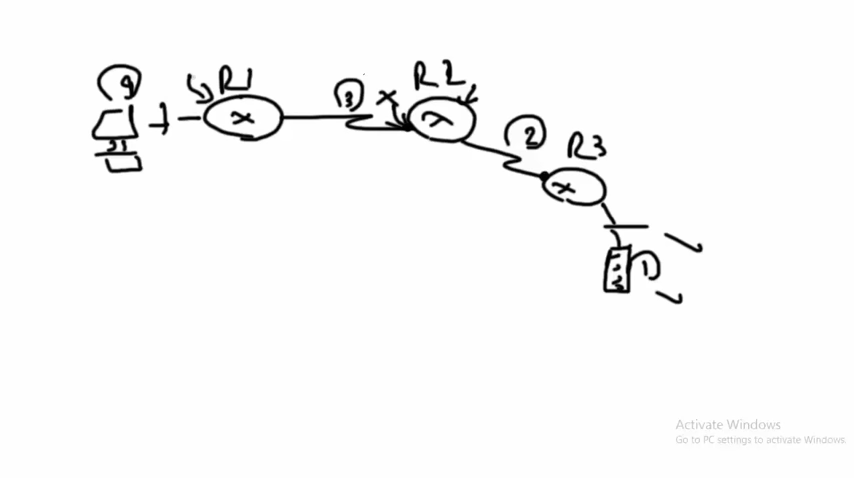 4
R1
3
R2
2
R3
1
Activate Windows
Go to PC settings to activate Windows.